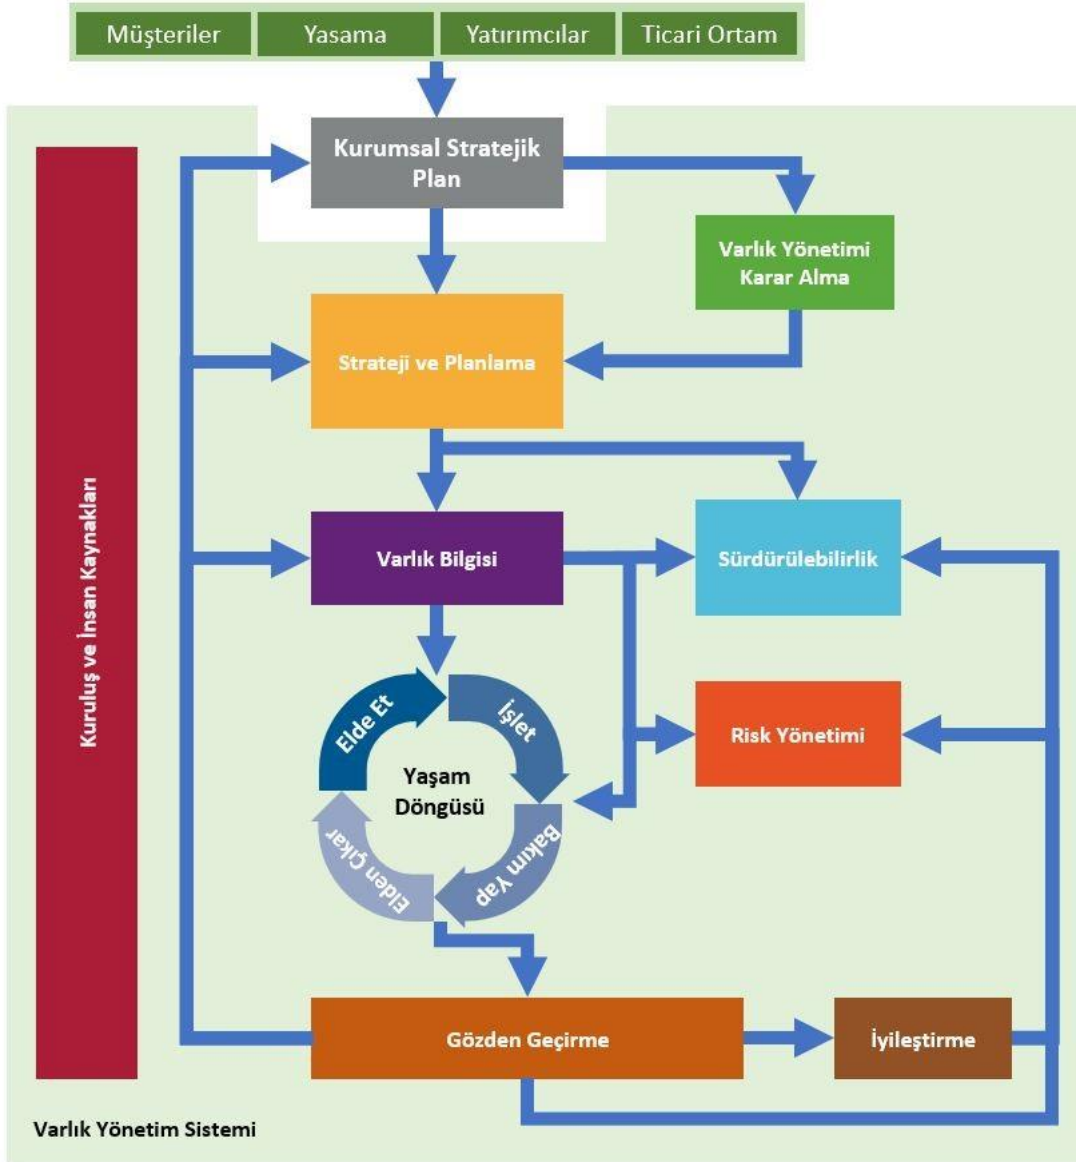 Müşteriler
Yasama
Yatırımcılar
Ticari Ortam
Kurumsal Stratejik
Plan
Varlık Yönetimi
Karar Alma
Strateji ve Planlama
Varlık Bilgisi
Sürdürülebilirlik
Kuruluş ve İnsan Kaynakları
Elde Et
İşlet
Yaşam
Döngüsü
Risk Yönetimi
Elden Çıkar
Bakım Yap
Gözden Geçirme
İyileştirme
Varlık Yönetim Sistemi